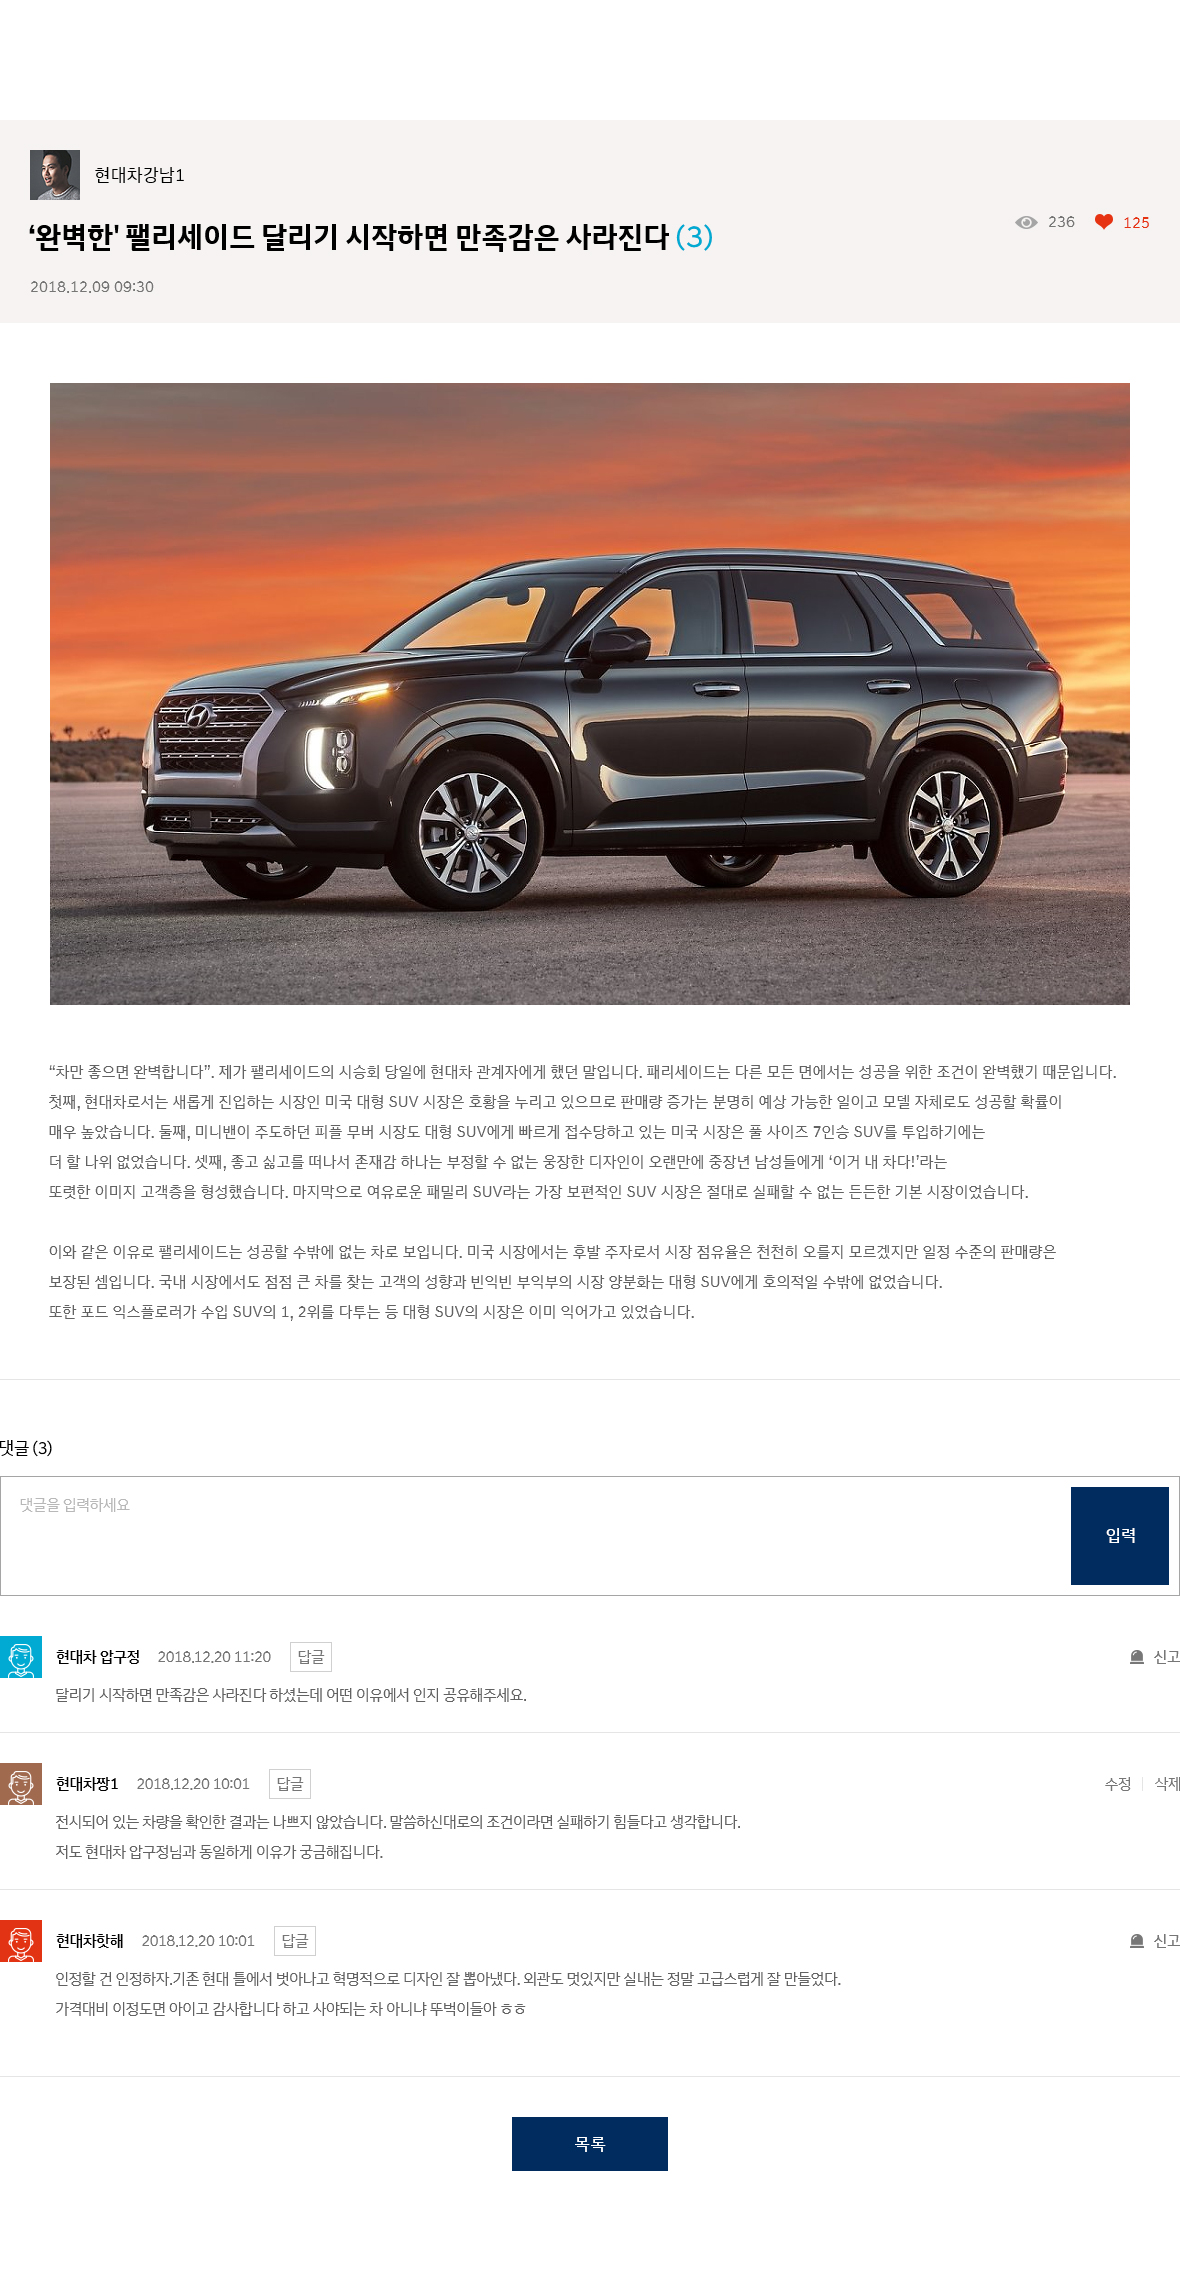 현대차강남1
‘완벽한' 팰리세이드 달리기 시작하면 만족감은 사라진다 (3)
236 125
2018.12.09 09:30
“차만 좋으면 완벽합니다”. 제가 팰리세이드의 시승회 당일에 현대차 관계자에게 했던 말입니다. 패리세이드는 다른 모든 면에서는 성공을 위한 조건이 완벽했기 때문입니다.
첫째, 현대차로서는 새롭게 진입하는 시장인 미국 대형 SUV 시장은 호황을 누리고 있으므로 판매량 증가는 분명히 예상 가능한 일이고 모델 자체로도 성공할 확률이
매우 높았습니다. 둘째, 미니밴이 주도하던 피플 무버 시장도 대형 SUV에게 빠르게 접수당하고 있는 미국 시장은 풀 사이즈 7인승 SUV를 투입하기에는
더 할 나위 없었습니다. 셋째, 좋고 싫고를 떠나서 존재감 하나는 부정할 수 없는 웅장한 디자인이 오랜만에 중장년 남성들에게 ‘이거 내 차다!’라는
또렷한 이미지 고객층을 형성했습니다. 마지막으로 여유로운 패밀리 SUV라는 가장 보편적인 SUV 시장은 절대로 실패할 수 없는 든든한 기본 시장이었습니다.
이와 같은 이유로 팰리세이드는 성공할 수밖에 없는 차로 보입니다. 미국 시장에서는 후발 주자로서 시장 점유율은 천천히 오를지 모르겠지만 일정 수준의 판매량은
보장된 셈입니다. 국내 시장에서도 점점 큰 차를 찾는 고객의 성향과 빈익빈 부익부의 시장 양분화는 대형 SUV에게 호의적일 수밖에 없었습니다.
또한 포드 익스플로러가 수입 SUV의 1, 2위를 다투는 등 대형 SUV의 시장은 이미 익어가고 있었습니다.
댓글 (3)
댓글을 입력하세요
입력
현대차 압구정 2018.12.20 11:20 답글 신고
달리기 시작하면 만족감은 사라진다 하셨는데 어떤 이유에서 인지 공유해주세요.
현대차짱1 2018.12.20 10:01 답글 수정 삭제
전시되어 있는 차량을 확인한 결과는 나쁘지 않았습니다. 말씀하신대로의 조건이라면 실패하기 힘들다고 생각합니다.
저도 현대차 압구정님과 동일하게 이유가 궁금해집니다.
현대차핫해 2018.12.20 10:01 답글 신고
인정할 건 인정하자.기존 현대 틀에서 벗아나고 혁명적으로 디자인 잘 뽑아냈다. 외관도 멋있지만 실내는 정말 고급스럽게 잘 만들었다.
가격대비 이정도면 아이고 감사합니다 하고 사야되는 차 아니냐 뚜벅이들아 ㅎㅎ
목록